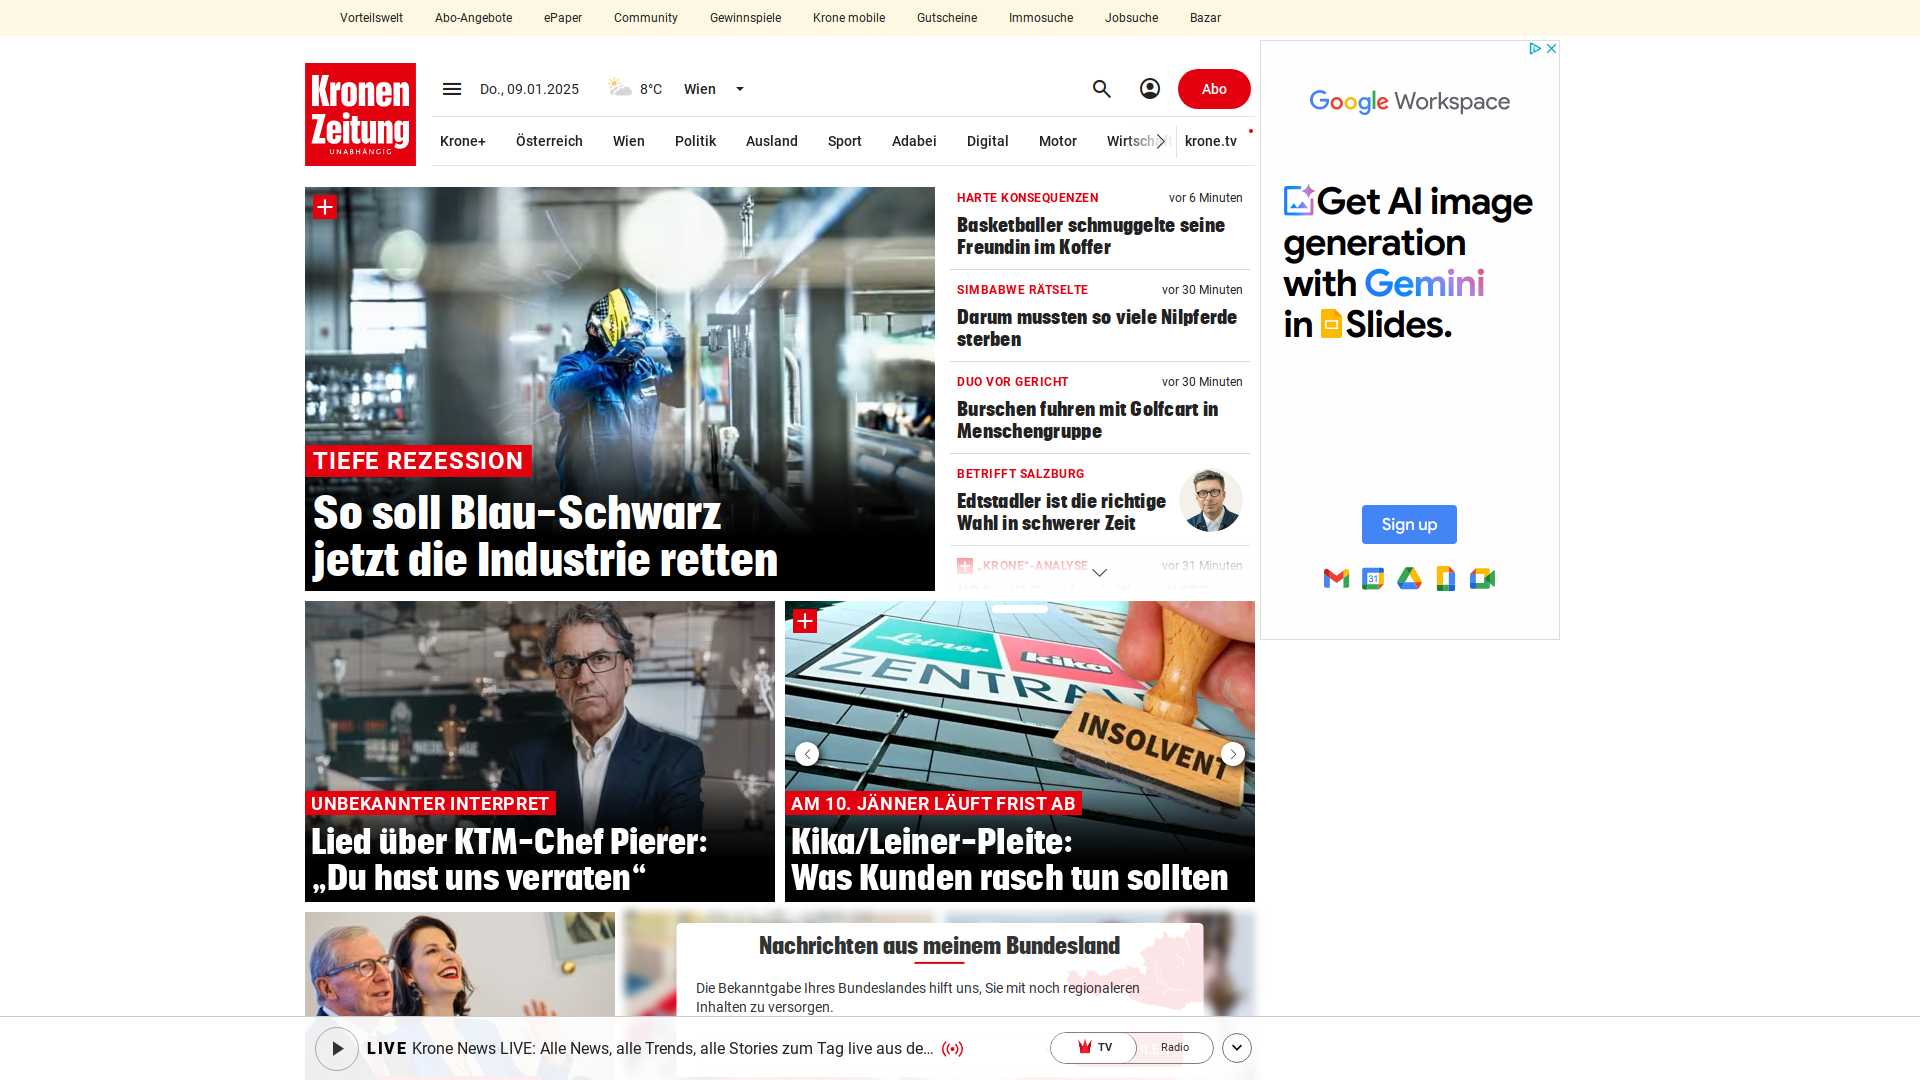 Vorteilswelt Abo-Angebote ePaper Community Gewinnspiele Krone mobile Gutscheine Immosuche Jobsuche Bazar
Kronen
Zeitung
UNABHÄNGIG
Do., 09.01.2025 8°C Wien
Abo
Krone+ Österreich Wien Politik Ausland Sport Adabei Digital Motor Wirtschaft krone.tv
TIEFE REZESSION
So soll Blau-Schwarz
jetzt die Industrie retten
HARTE KONSEQUENZEN vor 6 Minuten
Basketballer schmuggelte seine
Freundin im Koffer
SIMBABWE RÄTSELTE vor 30 Minuten
Darum mussten so viele Nilpferde
sterben
DUO VOR GERICHT vor 30 Minuten
Burschen fuhren mit Golfcart in
Menschengruppe
BETRIFFT SALZBURG
Edtstadler ist die richtige
Wahl in schwerer Zeit
„KRONE“-ANALYSE vor 31 Minuten
Google Workspace
Get AI image
generation
with Gemini
in Slides.
Sign up
31
UNBEKANNTER INTERPRET
Lied über KTM-Chef Pierer:
„Du hast uns verraten“
Leiner kika
ZENTRAL
INSOLVENT
AM 10. JÄNNER LÄUFT FRIST AB
Kika/Leiner-Pleite:
Was Kunden rasch tun sollten
Nachrichten aus meinem Bundesland
Die Bekanntgabe Ihres Bundeslandes hilft uns, Sie mit noch regionaleren
Inhalten zu versorgen.
LIVE Krone News LIVE: Alle News, alle Trends, alle Stories zum Tag live aus de...
TV Radio